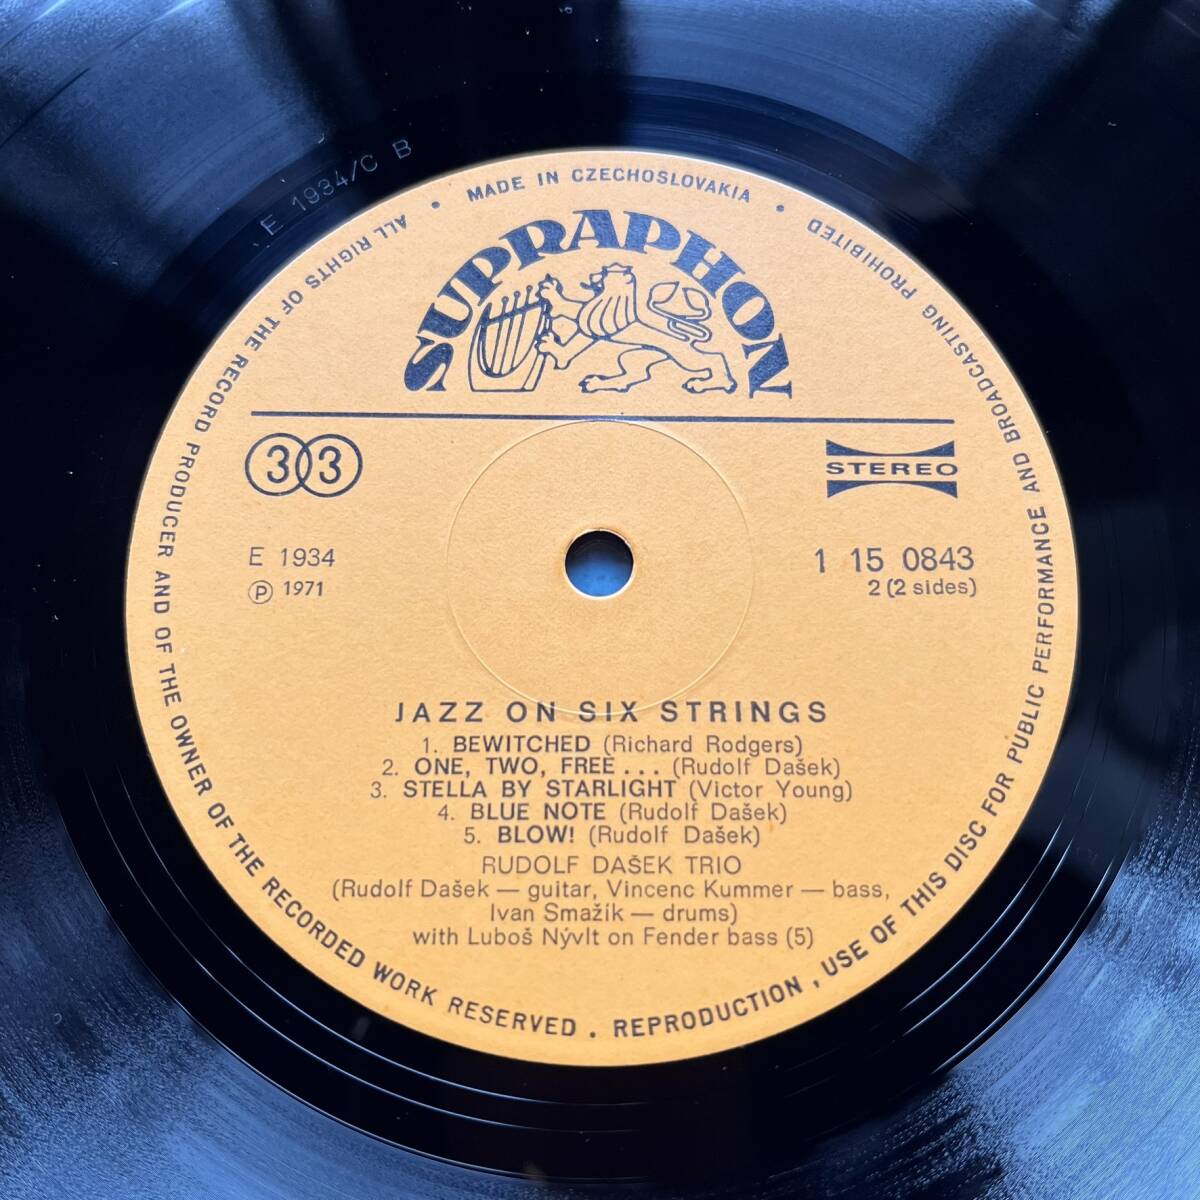 E 1934/C B
MADE IN CZECHOSLOVAKIA •
ALL RIGHTS OF THE RECORD PRODUCER AND OF THE OWNER OF THE RECORDED WORK RESERVED . REPRODUCTION , USE OF THIS DISC FOR PUBLIC PERFORMANCE AND BROADCASTING PROHIBITED •
SUPRAPHON
33
STEREO
E 1934
℗ 1971
1 15 0843
2 (2 sides)
JAZZ ON SIX STRINGS
1. BEWITCHED (Richard Rodgers)
2. ONE, TWO, FREE ... (Rudolf Dašek)
3. STELLA BY STARLIGHT (Victor Young)
4. BLUE NOTE (Rudolf Dašek)
5. BLOW! (Rudolf Dašek)
RUDOLF DAŠEK TRIO
(Rudolf Dašek — guitar, Vincenc Kummer — bass,
Ivan Smažík — drums)
with Luboš Nývlt on Fender bass (5)